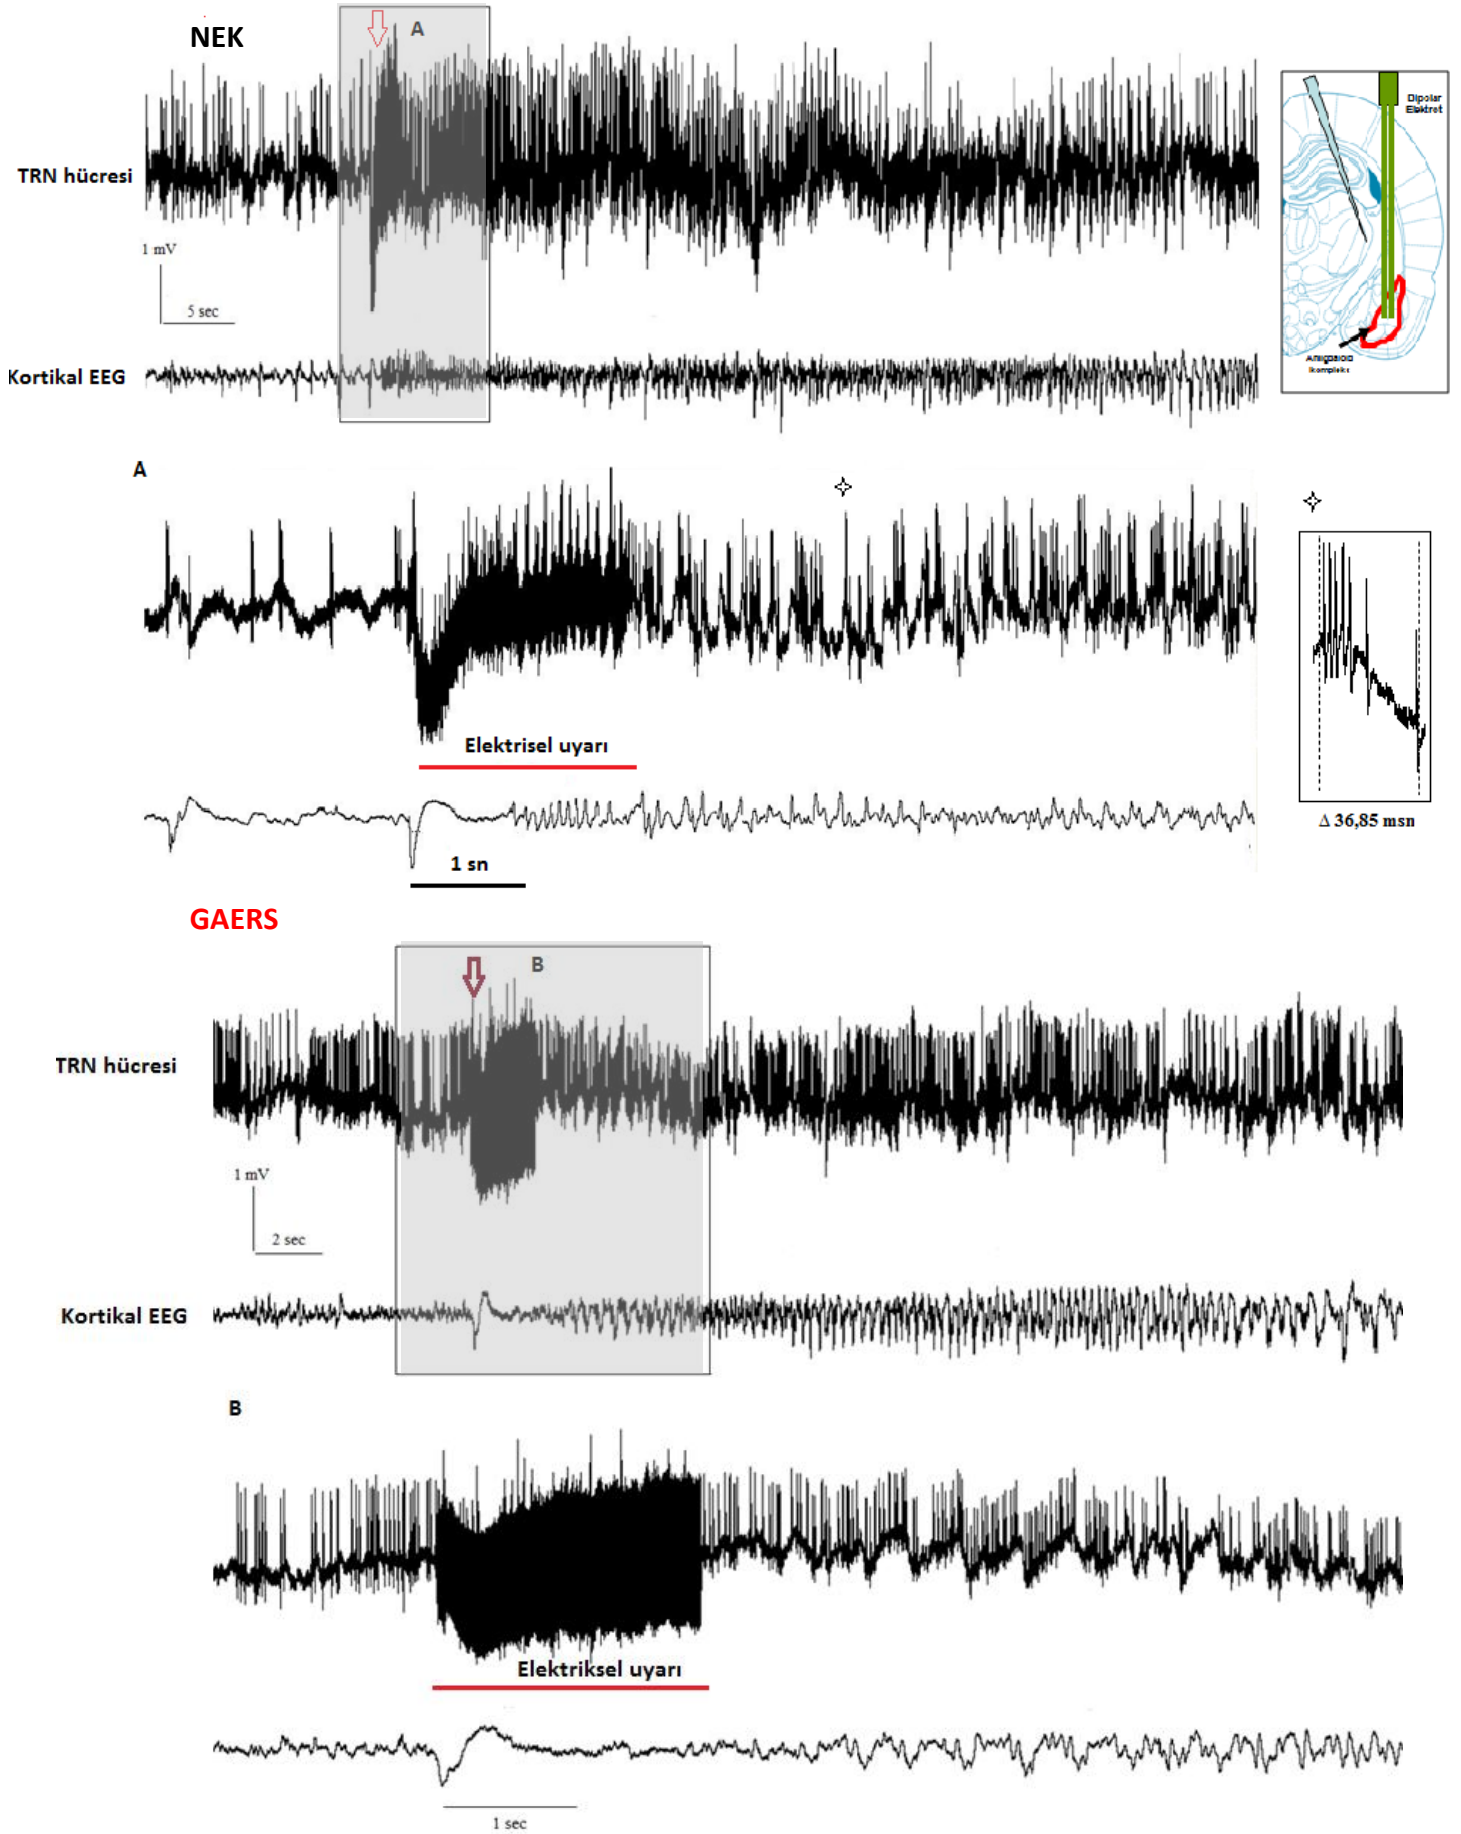 NEK
A
Dipolar
Elektrot
TRN hücresi
1 mV
5 sec
Kortikal EEG
kompleks
A
Elektrisel uyarı
1 sn
Δ 36,85 msn
GAERS
B
TRN hücresi
1 mV
2 sec
Kortikal EEG
B
Elektriksel uyarı
1 sec